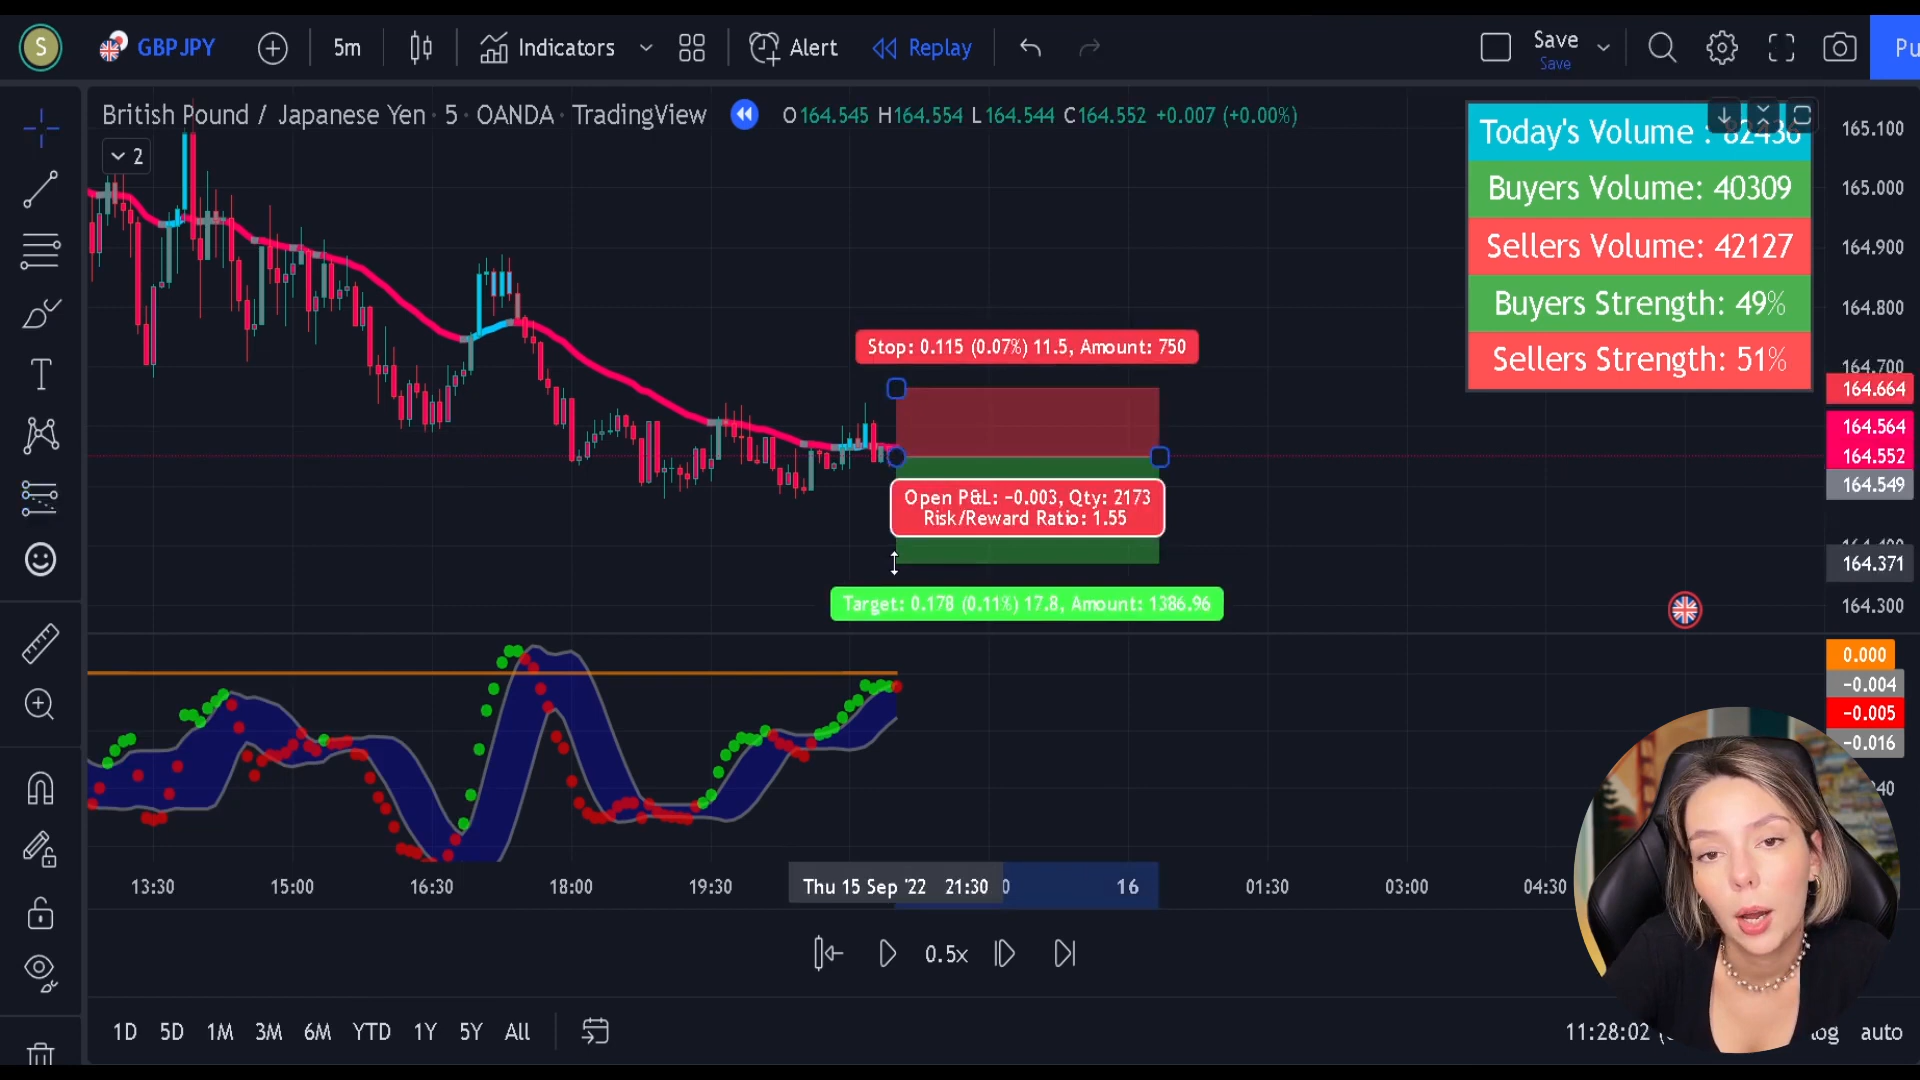 S
GBPJPY
5m
Indicators
Alert
Replay
Save
Save
Pu
British Pound / Japanese Yen · 5 · OANDA · TradingView
O164.545 H164.554 L164.544 C164.552 +0.007 (+0.00%)
2
Today's Volume : 82436
Buyers Volume: 40309
Sellers Volume: 42127
Buyers Strength: 49%
Sellers Strength: 51%
165.100
165.000
164.900
164.800
164.700
164.664
164.564
164.552
164.549
164.371
164.300
Stop: 0.115 (0.07%) 11.5, Amount: 750
Open P&L: -0.003, Qty: 2173
Risk/Reward Ratio: 1.55
Target: 0.178 (0.11%) 17.8, Amount: 1386.96
0.000
-0.004
-0.005
-0.016
40
13:30
15:00
16:30
18:00
19:30
Thu 15 Sep '22 21:30
0
16
01:30
03:00
04:30
0.5x
1D 5D 1M 3M 6M YTD 1Y 5Y All
11:28:02
log
auto